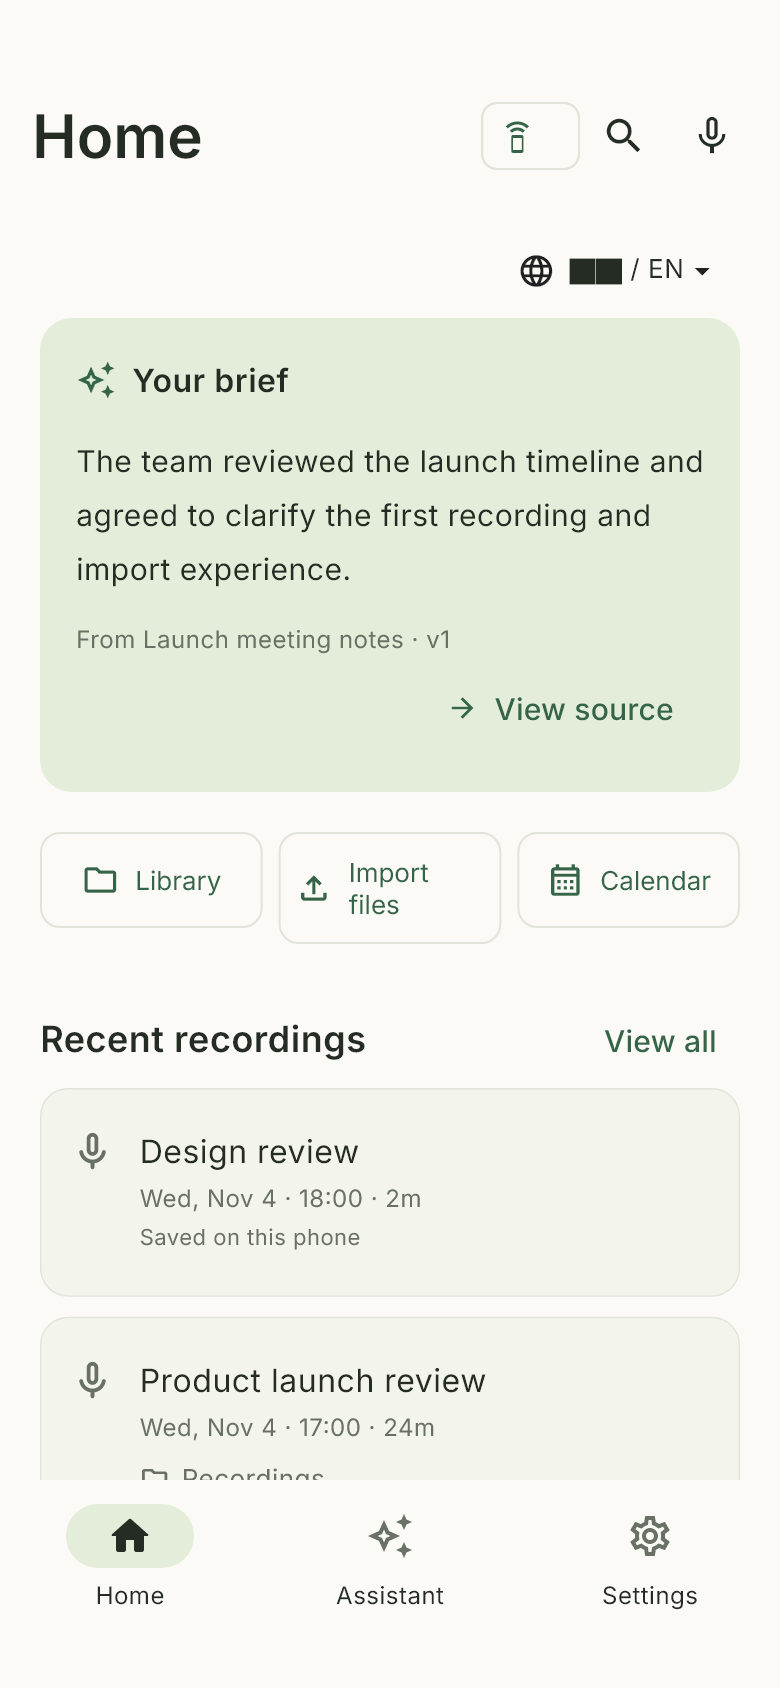 Home
/ EN
Your brief
The team reviewed the launch timeline and
agreed to clarify the first recording and
import experience.
From Launch meeting notes · v1
View source
Library
Import
files
Calendar
Recent recordings
View all
Design review
Wed, Nov 4 · 18:00 · 2m
Saved on this phone
Product launch review
Wed, Nov 4 · 17:00 · 24m
Recordings
Home
Assistant
Settings